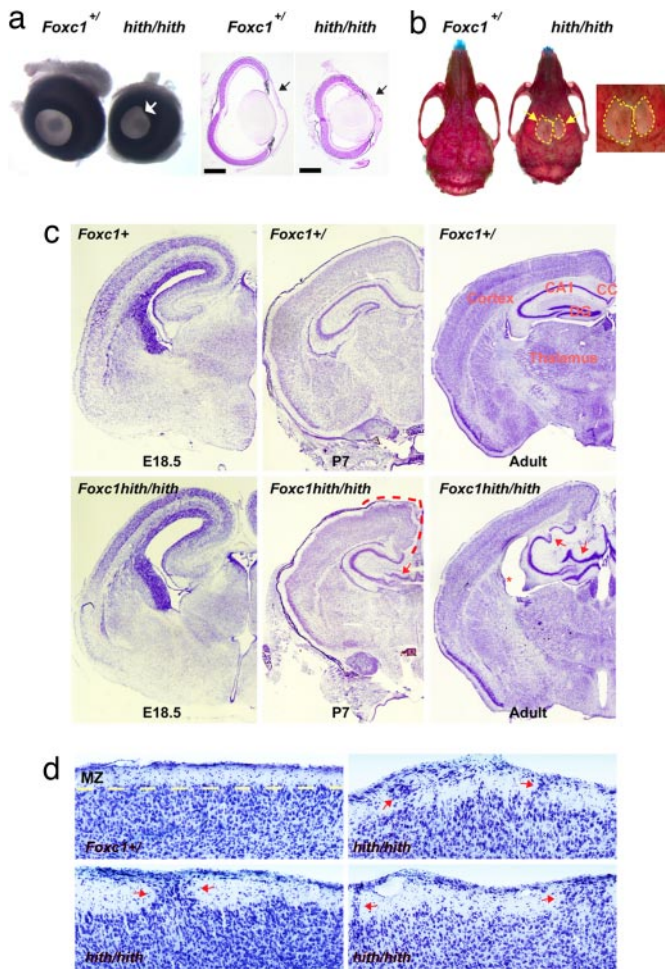 a
Foxc1 +/ hith/hith Foxc1 +/ hith/hith
b
Foxc1 +/ hith/hith
c
Foxc1+ Foxc1+/ Foxc1+/
Cortex CA1 CC
DG
Thalemus
E18.5 P7 Adult
Foxc1hith/hith Foxc1hith/hith Foxc1hith/hith
*
E18.5 P7 Adult
d
MZ
Foxc1+/ hith/hith
hith/hith hith/hith